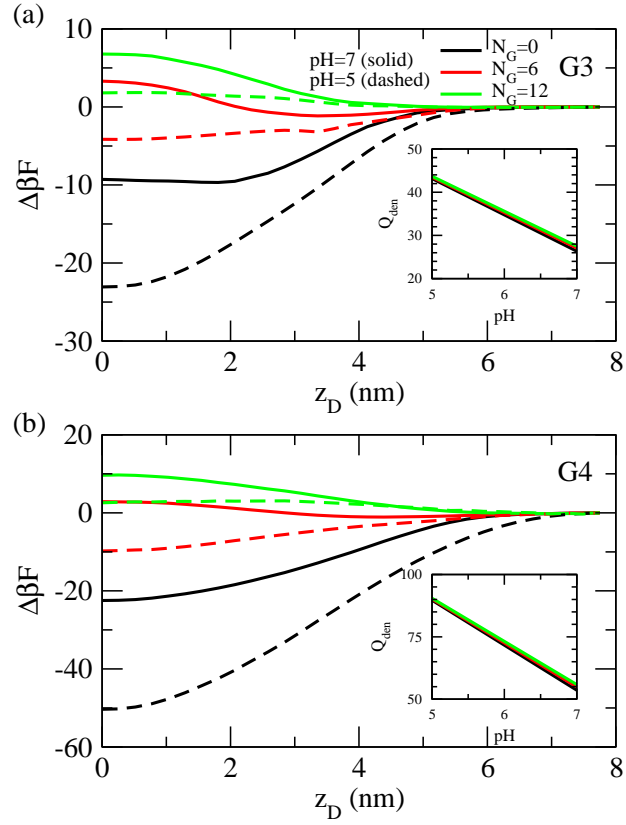 (a)
pH=7 (solid)
pH=5 (dashed)
N_G=0
N_G=6
N_G=12
G3
10
0
-10
-20
-30
ΔβF
0 2 4 6 8
z_D (nm)
50
40
30
20
Q_den
5 6 7
pH
(b)
G4
20
0
-20
-40
-60
ΔβF
0 2 4 6 8
z_D (nm)
100
75
50
Q_den
5 6 7
pH